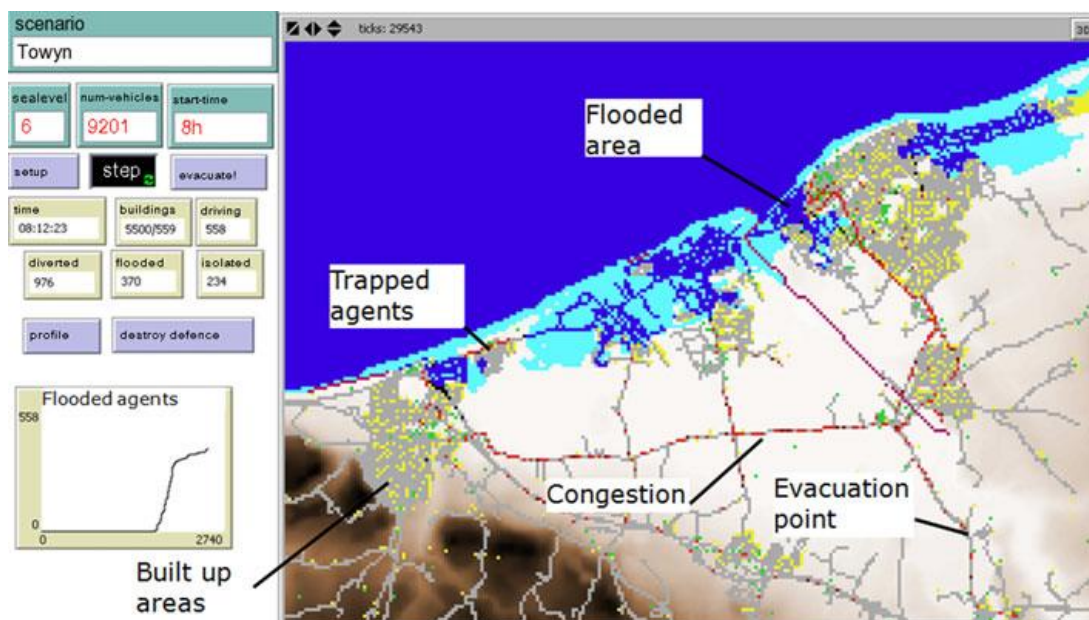 scenario
Towyn
sealevel
6
num-vehicles
9201
start-time
8h
setup
step
evacuate!
time
08:12:23
buildings
5500/559
driving
558
diverted
976
flooded
370
isolated
234
profile
destroy defence
Flooded agents
558
0
0
2740
ticks: 29543
3D
Flooded
area
Trapped
agents
Congestion
Evacuation
point
Built up
areas